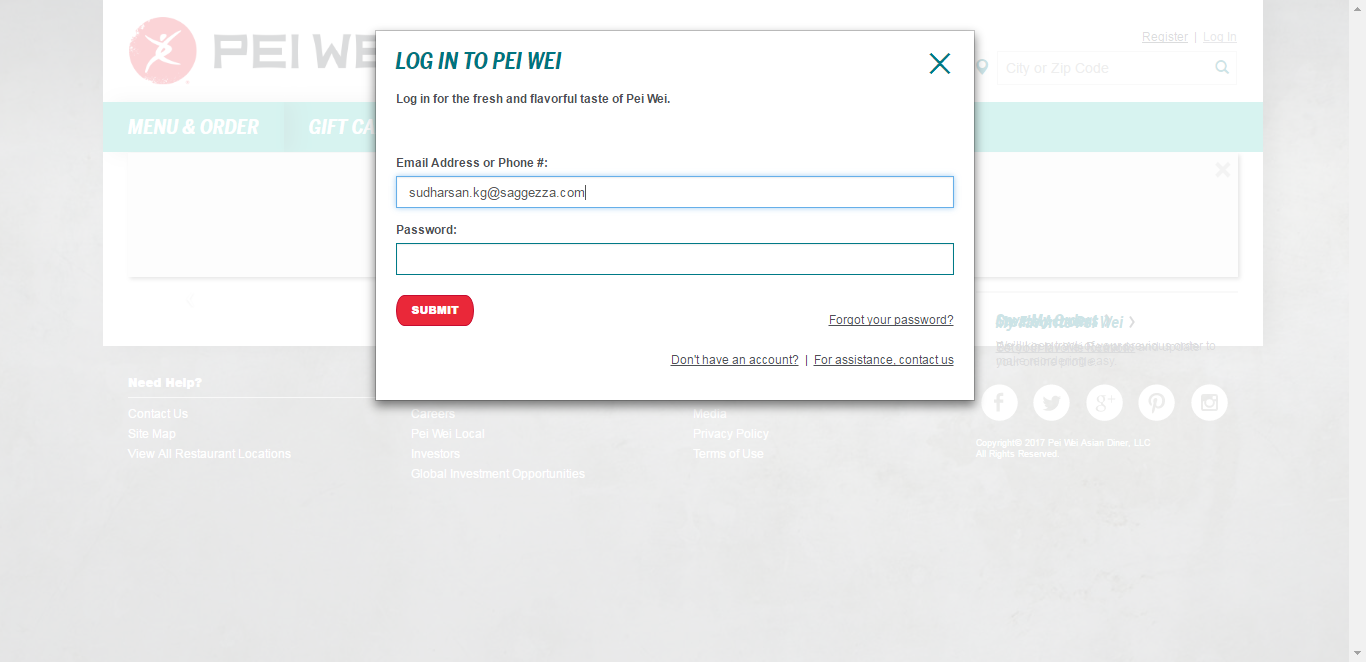 PEI WE
Register | Log In
City or Zip Code
MENU & ORDER
GIFT CA
LOG IN TO PEI WEI
Log in for the fresh and flavorful taste of Pei Wei.
Email Address or Phone #:
sudharsan.kg@saggezza.com
Password:
SUBMIT
Forgot your password?
Don't have an account? | For assistance, contact us
My Favorite Pei Wei
Need Help?
Contact Us
Site Map
View All Restaurant Locations
Careers
Pei Wei Local
Investors
Global Investment Opportunities
Media
Privacy Policy
Terms of Use
Copyright© 2017 Pei Wei Asian Diner, LLC
All Rights Reserved.